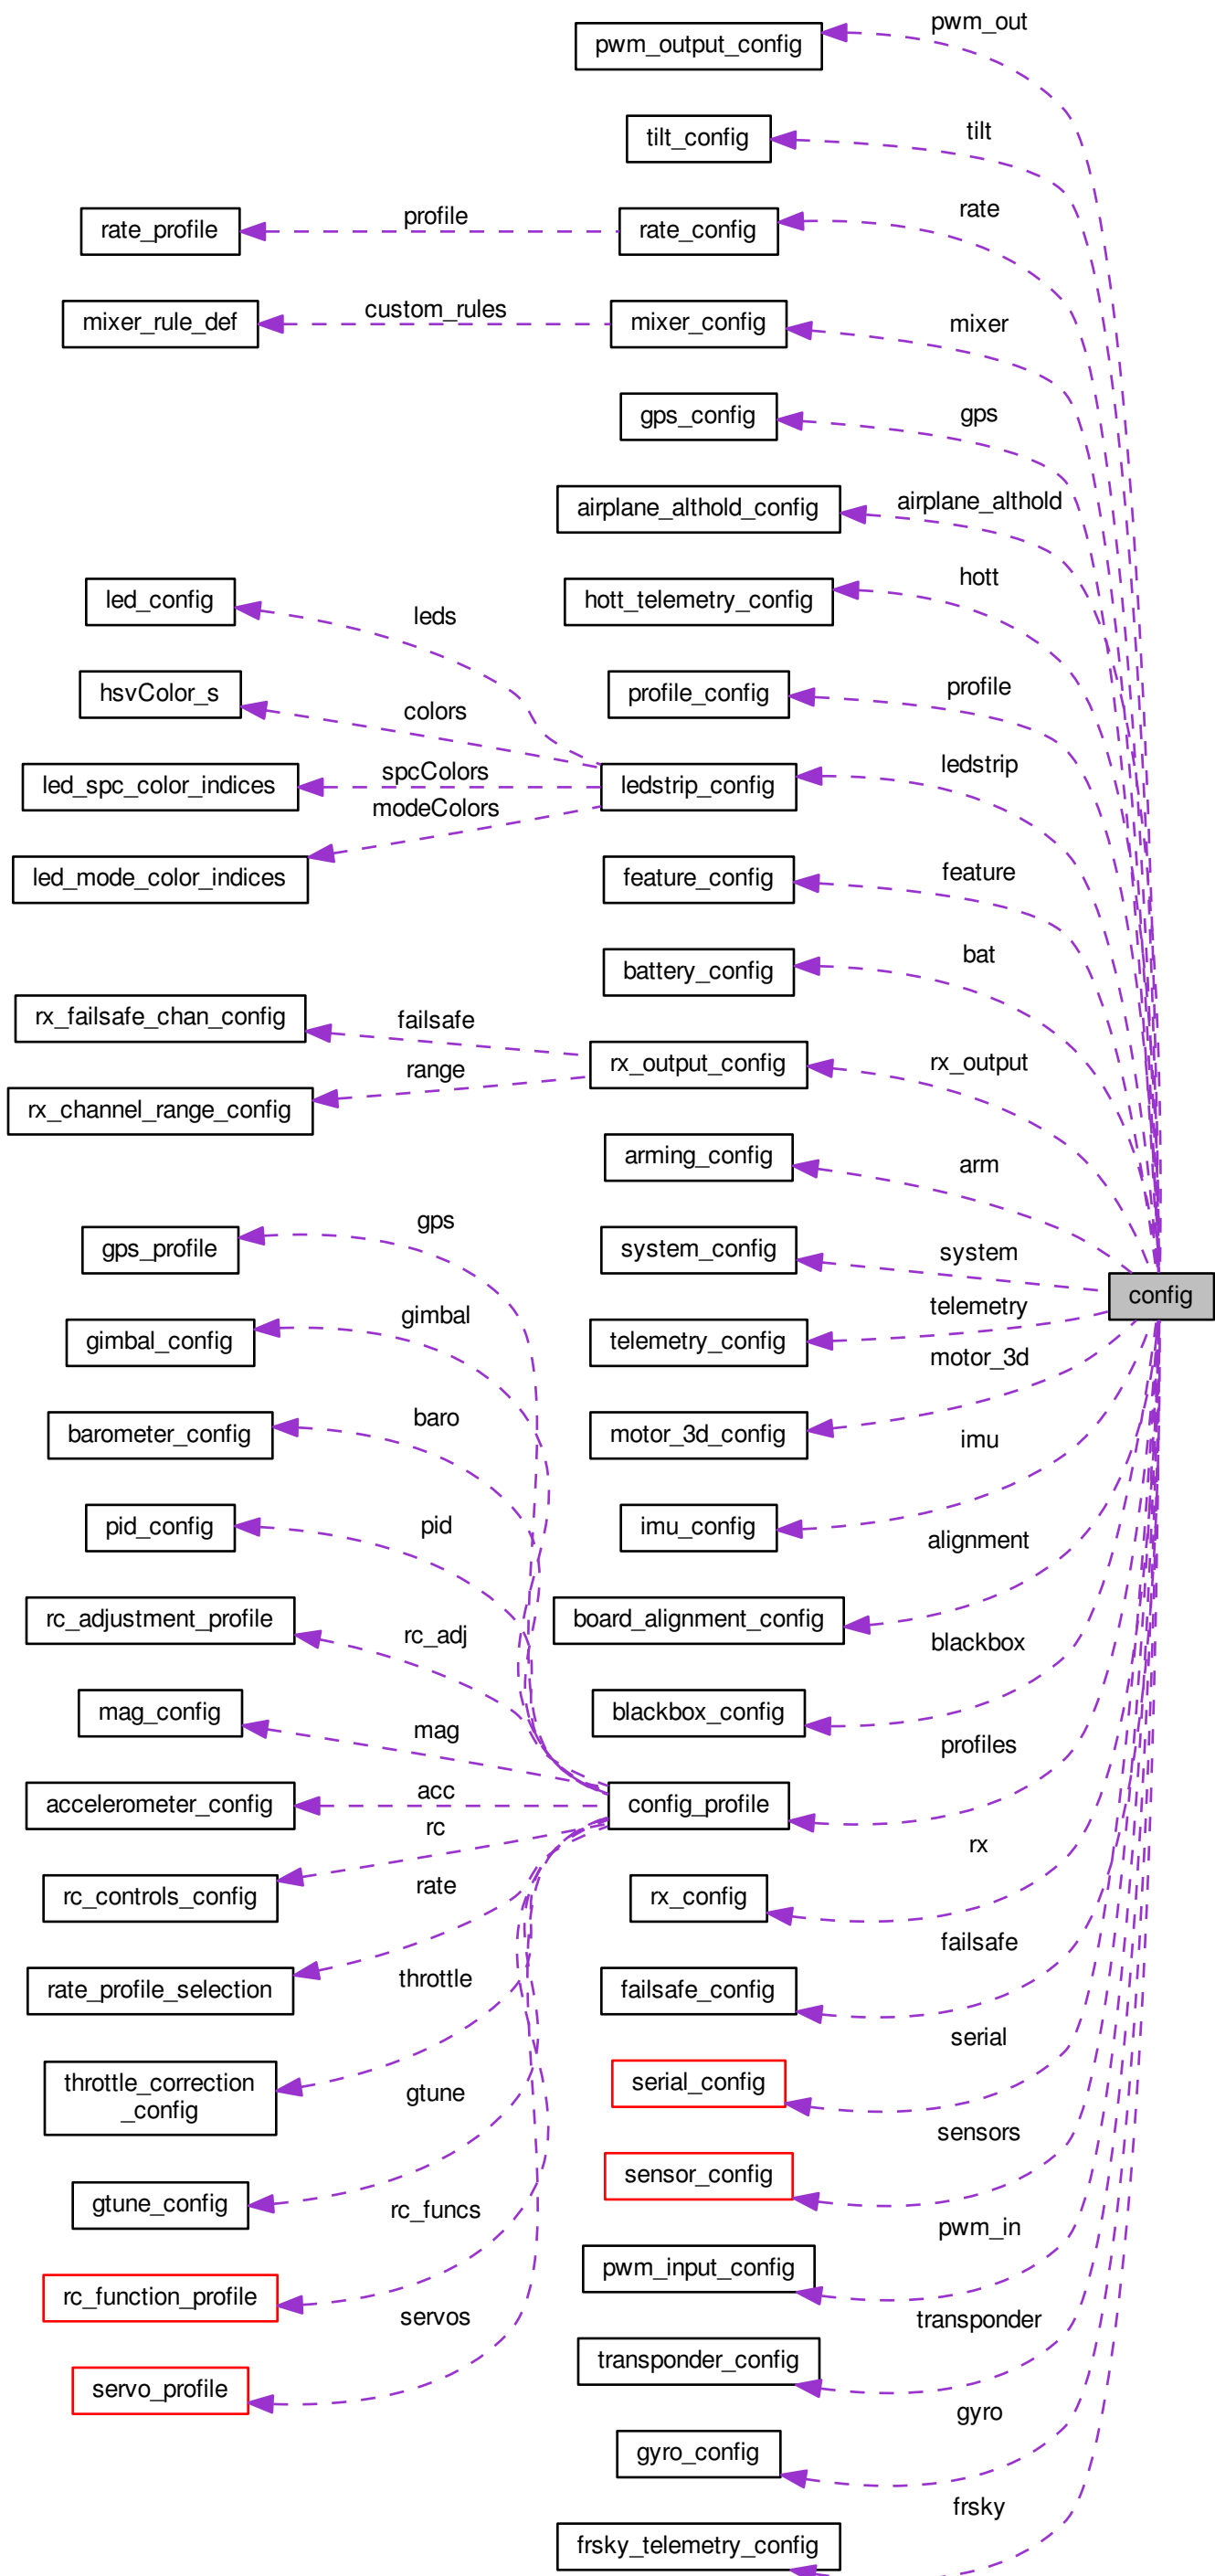 pwm_out
pwm_output_config
tilt
tilt_config
rate
profile
rate_profile
rate_config
mixer
custom_rules
mixer_rule_def
mixer_config
gps
gps_config
airplane_althold
airplane_althold_config
hott
led_config
hott_telemetry_config
leds
profile
hsvColor_s
profile_config
colors
ledstrip
spcColors
led_spc_color_indices
ledstrip_config
modeColors
feature
led_mode_color_indices
feature_config
bat
battery_config
rx_failsafe_chan_config
failsafe
rx_output_config
rx_output
range
rx_channel_range_config
arming_config
arm
gps
gps_profile
system_config
system
config
telemetry
gimbal
gimbal_config
telemetry_config
motor_3d
baro
barometer_config
motor_3d_config
imu
pid
pid_config
imu_config
alignment
rc_adjustment_profile
board_alignment_config
rc_adj
blackbox
mag_config
blackbox_config
mag
profiles
acc
accelerometer_config
config_profile
rc
rx
rc_controls_config
rate
rx_config
failsafe
throttle
rate_profile_selection
failsafe_config
serial
throttle_correction
_config
serial_config
gtune
sensors
gtune_config
sensor_config
rc_funcs
pwm_in
rc_function_profile
pwm_input_config
servos
transponder
servo_profile
transponder_config
gyro
gyro_config
frsky
frsky_telemetry_config